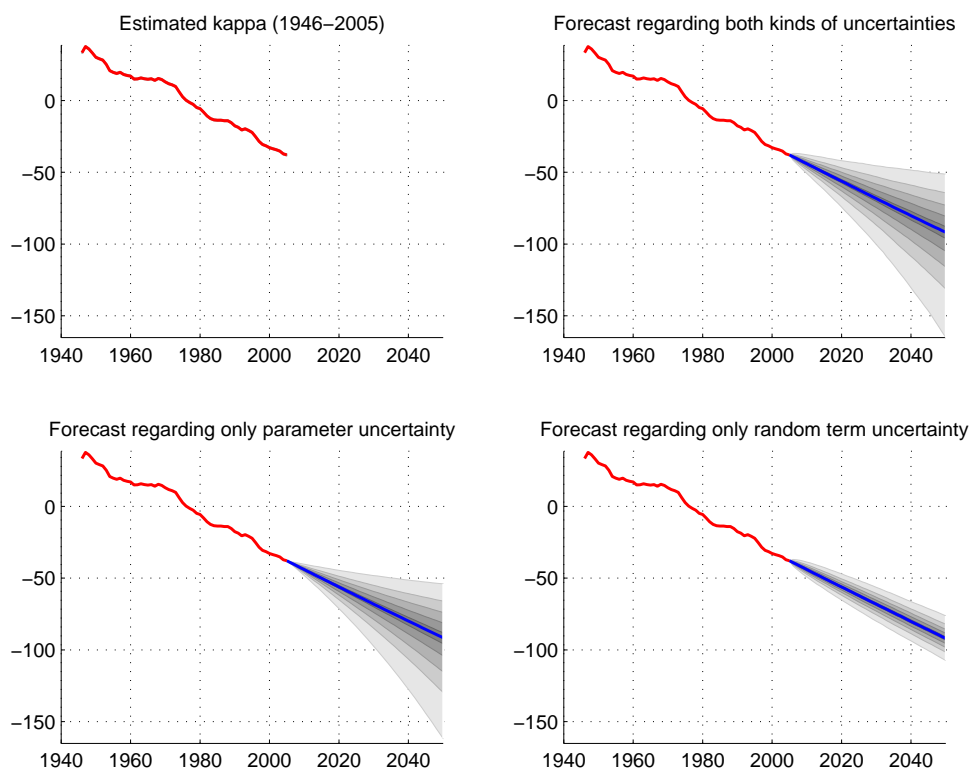 Estimated kappa (1946−2005)
0
−50
−100
−150
1940 1960 1980 2000 2020 2040
Forecast regarding both kinds of uncertainties
0
−50
−100
−150
1940 1960 1980 2000 2020 2040
Forecast regarding only parameter uncertainty
0
−50
−100
−150
1940 1960 1980 2000 2020 2040
Forecast regarding only random term uncertainty
0
−50
−100
−150
1940 1960 1980 2000 2020 2040